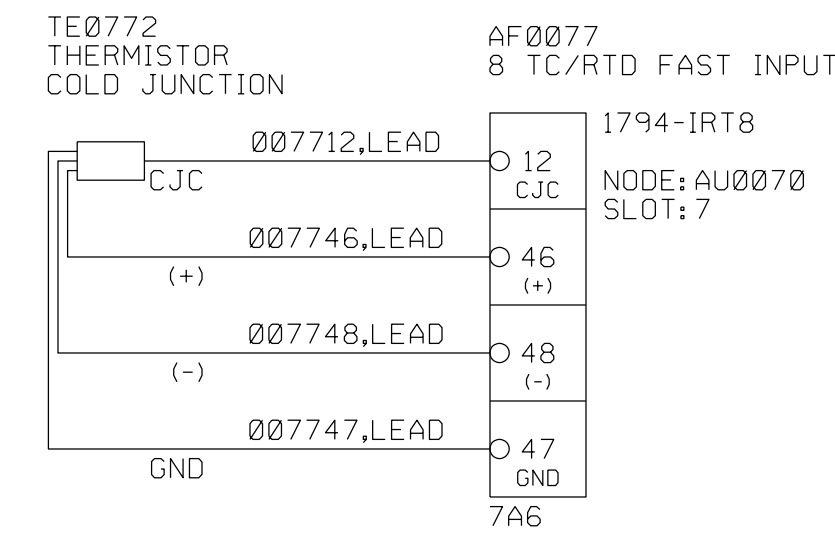 TE0772
THERMISTOR
COLD JUNCTION
AF0077
8 TC/RTD FAST INPUT
1794-IRT8
NODE:AU0070
SLOT:7
007712,LEAD
CJC
12
CJC
007746,LEAD
(+)
46
(+)
007748,LEAD
(-)
48
(-)
007747,LEAD
GND
47
GND
7A6